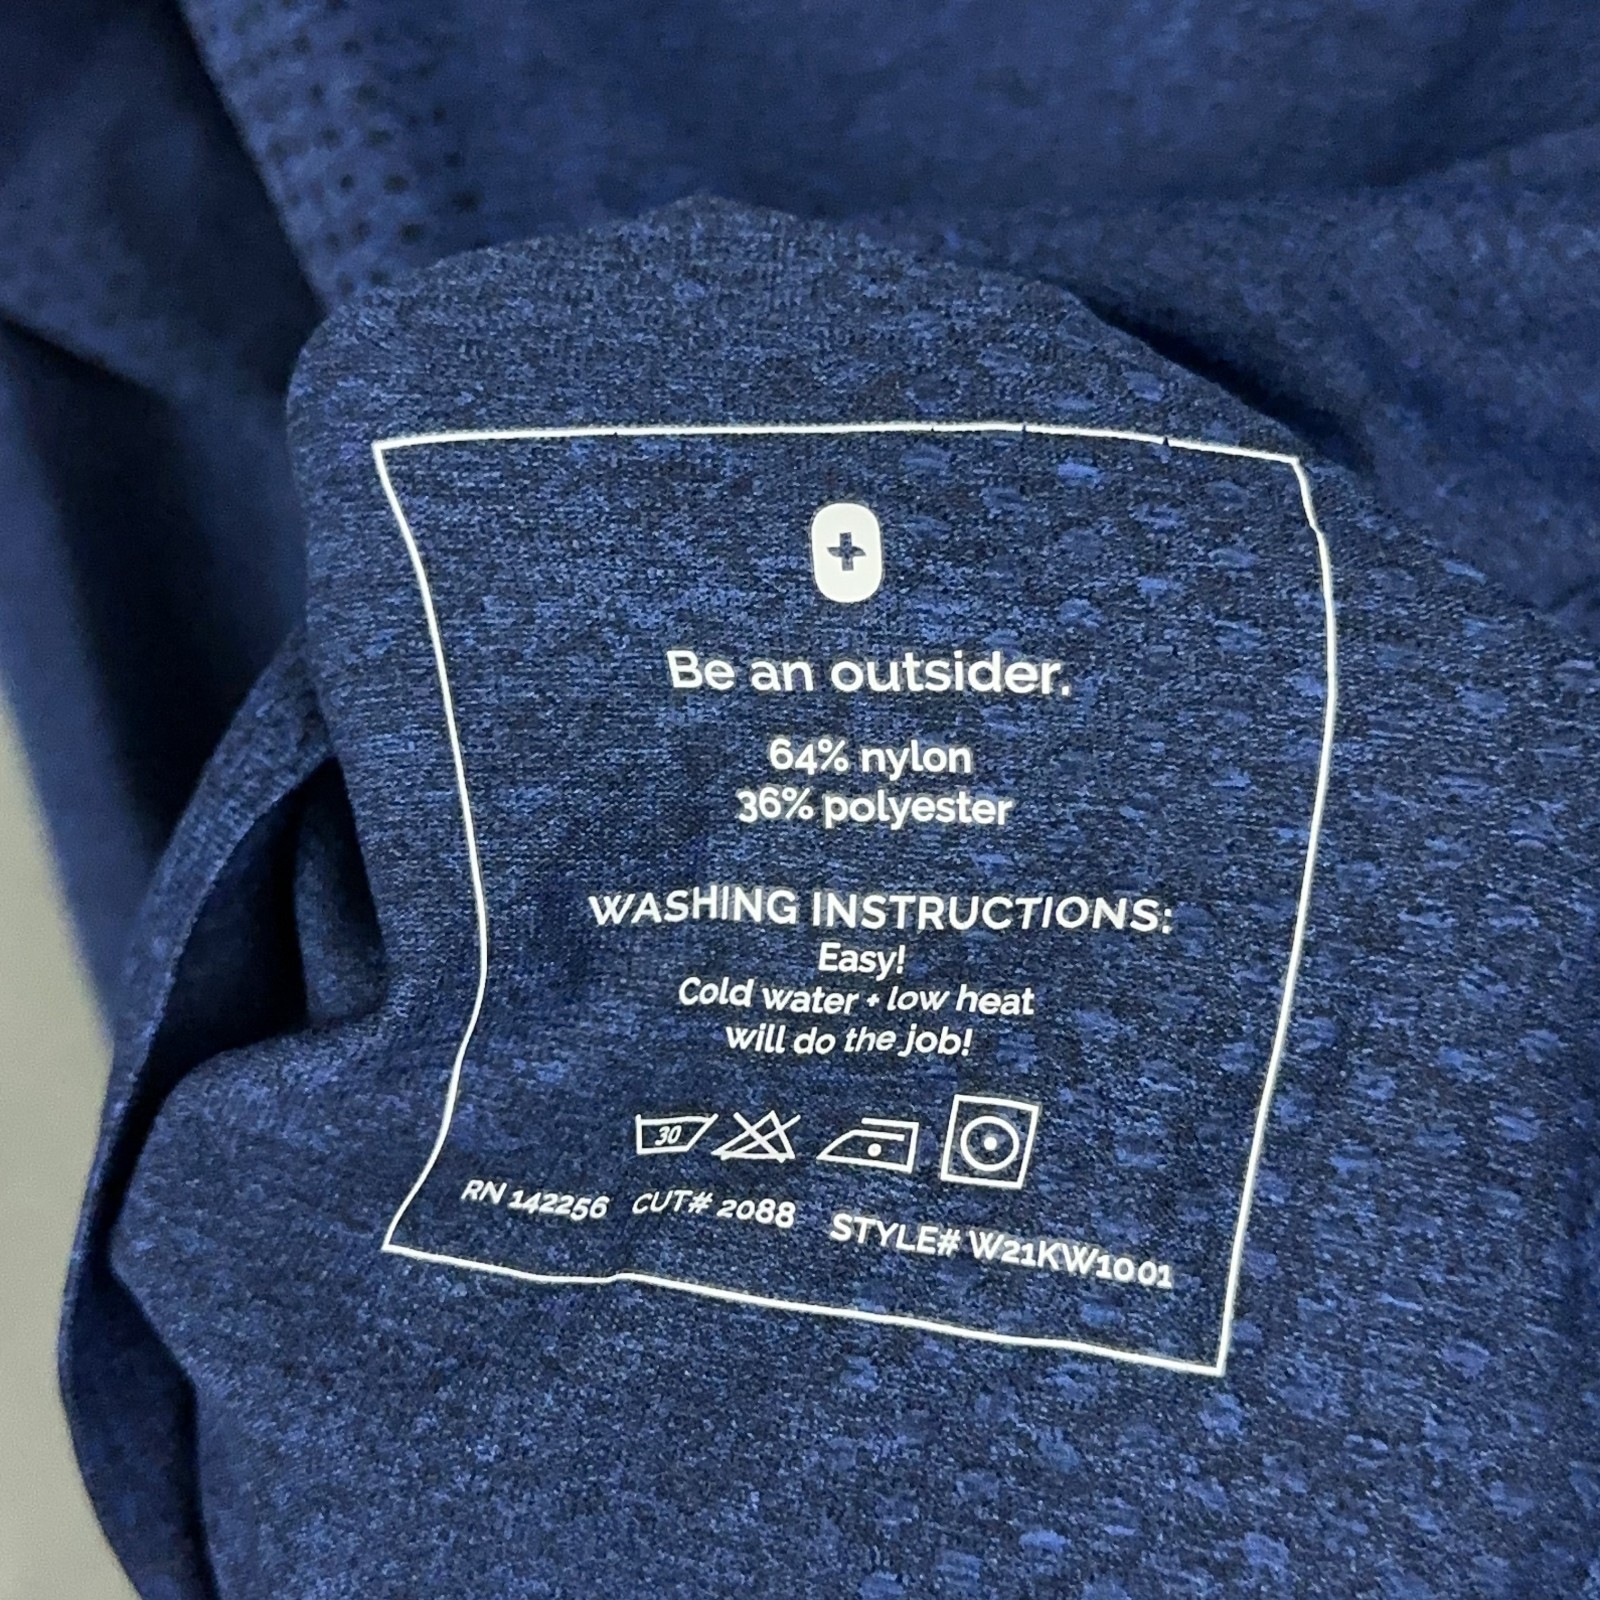 Be an outsider.
64% nylon
36% polyester
WASHING INSTRUCTIONS:
Easy!
Cold water + low heat
will do the job!
30
RN 142256 CUT# 2088 STYLE# W21KW1001